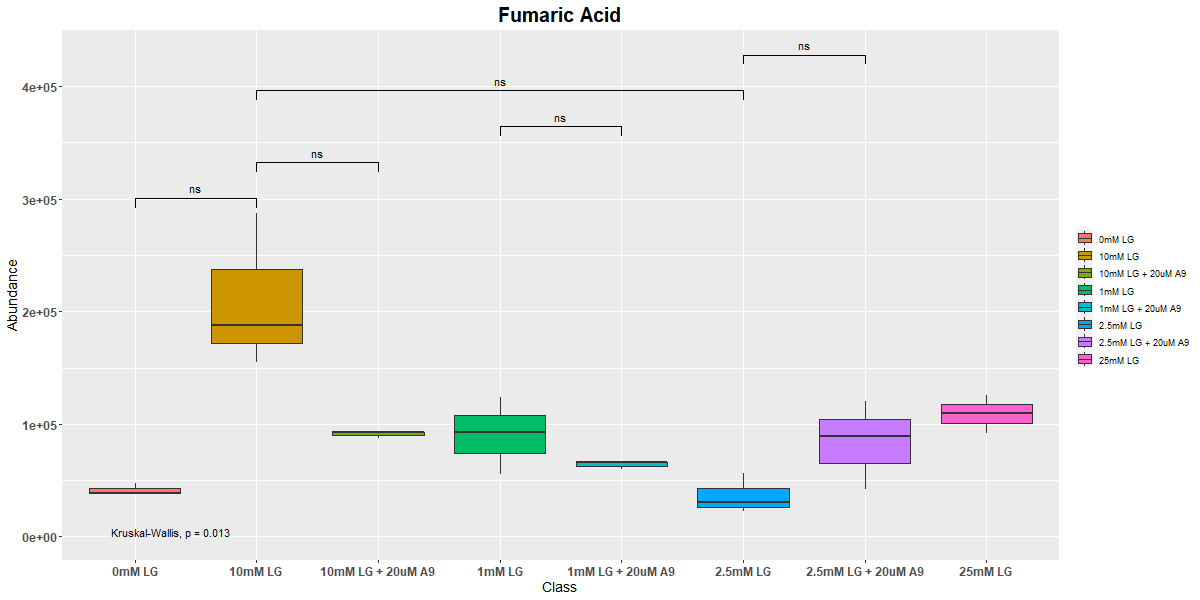 Fumaric Acid
Abundance
4e+05
3e+05
2e+05
1e+05
0e+00
ns
ns
ns
ns
ns
Kruskal-Wallis, p = 0.013
0mM LG
10mM LG
10mM LG + 20uM A9
1mM LG
1mM LG + 20uM A9
2.5mM LG
2.5mM LG + 20uM A9
25mM LG
Class
0mM LG
10mM LG
10mM LG + 20uM A9
1mM LG
1mM LG + 20uM A9
2.5mM LG
2.5mM LG + 20uM A9
25mM LG